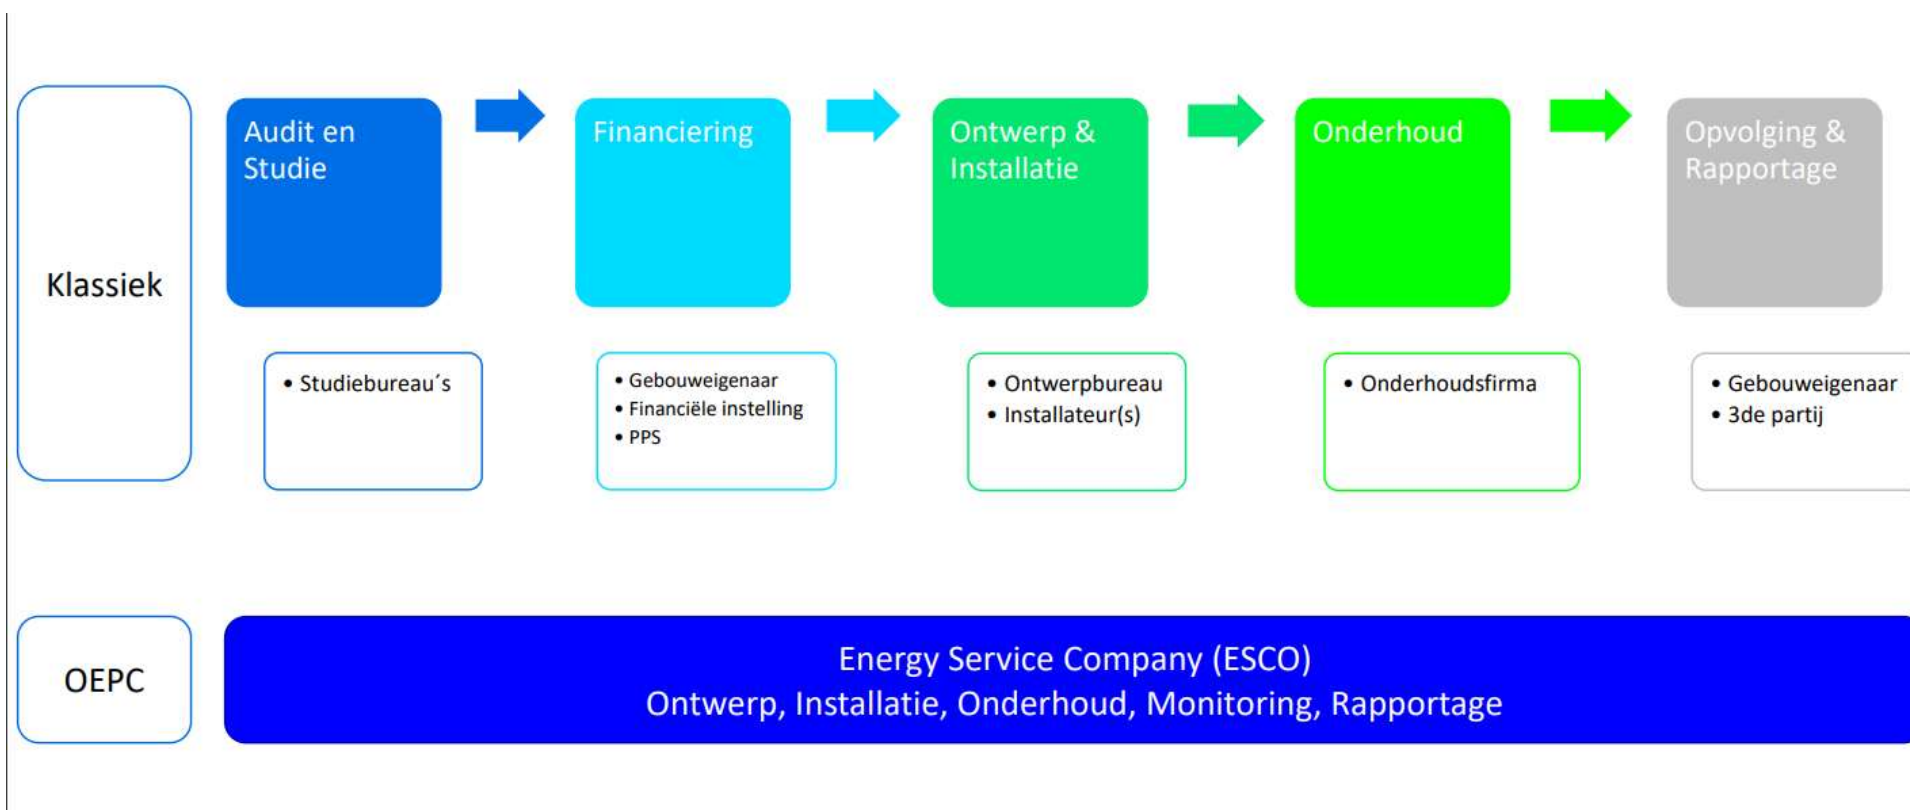 Klassiek
Audit en
Studie
Financiering
Ontwerp &
Installatie
Onderhoud
Opvolging &
Rapportage
• Studiebureau´s
• Gebouweigenaar
• Financiële instelling
• PPS
• Ontwerpbureau
• Installateur(s)
• Onderhoudsfirma
• Gebouweigenaar
• 3de partij
OEPC
Energy Service Company (ESCO)
Ontwerp, Installatie, Onderhoud, Monitoring, Rapportage